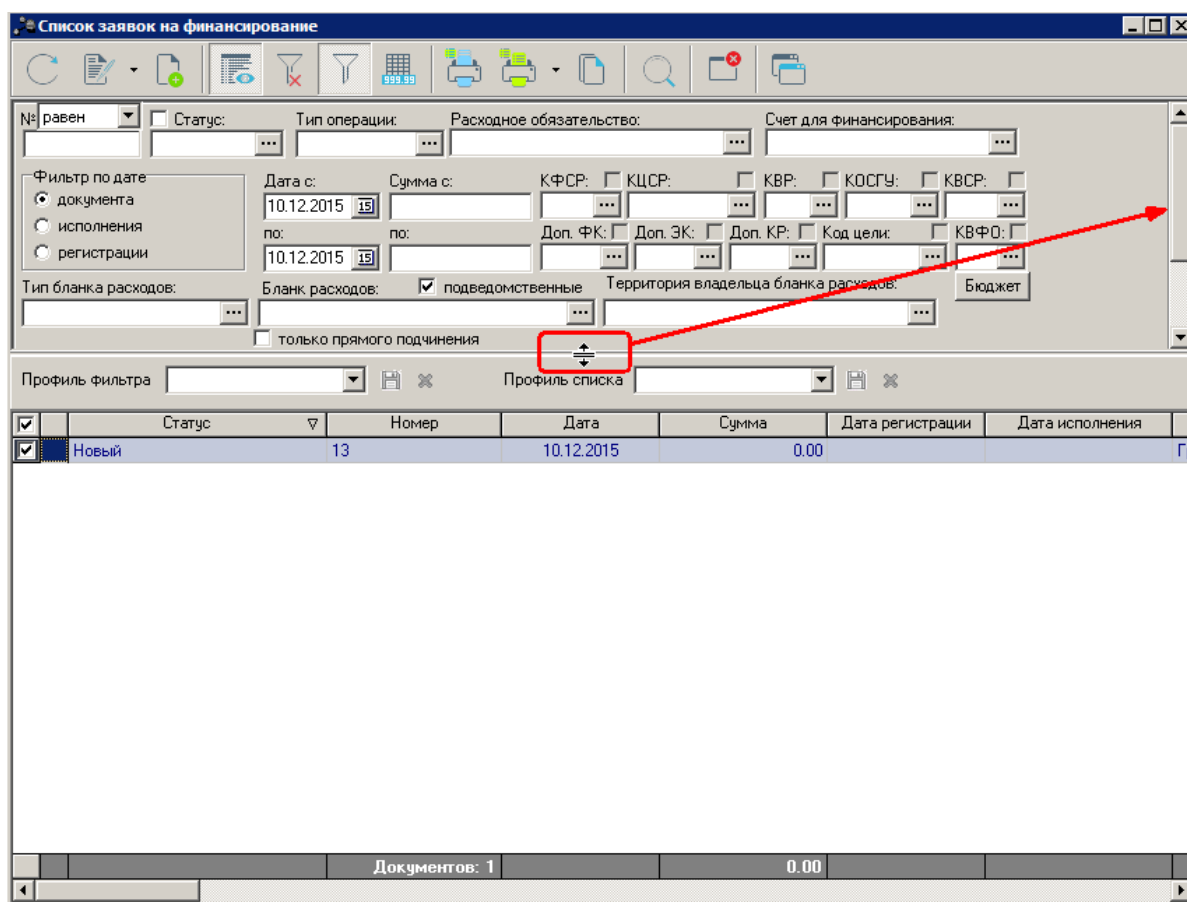 Список заявок на финансирование
999.99
№ равен Статус: Тип операции: Расходное обязательство: Счет для финансирования:
Фильтр по дате Дата с: Сумма с: КФСР: КЦСР: КВР: КОСГУ: КВСР:
документа 10.12.2015 15
исполнения по: по: Доп. ФК: Доп. ЭК: Доп. КР: Код цели: КВФО:
регистрации 10.12.2015 15
Тип бланка расходов: Бланк расходов: подведомственные Территория владельца бланка расходов: Бюджет
только прямого подчинения
Профиль фильтра Профиль списка
Статус Номер Дата Сумма Дата регистрации Дата исполнения
Новый 13 10.12.2015 0.00 Г
Документов: 1 0.00